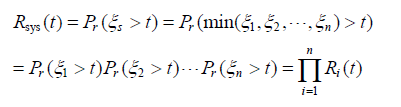 R_sys(t) = P_r(ξ_s > t) = P_r(min(ξ_1, ξ_2, ⋯, ξ_n) > t)
= P_r(ξ_1 > t)P_r(ξ_2 > t)⋯P_r(ξ_n > t) = ∏_{i=1}^{n} R_i(t)